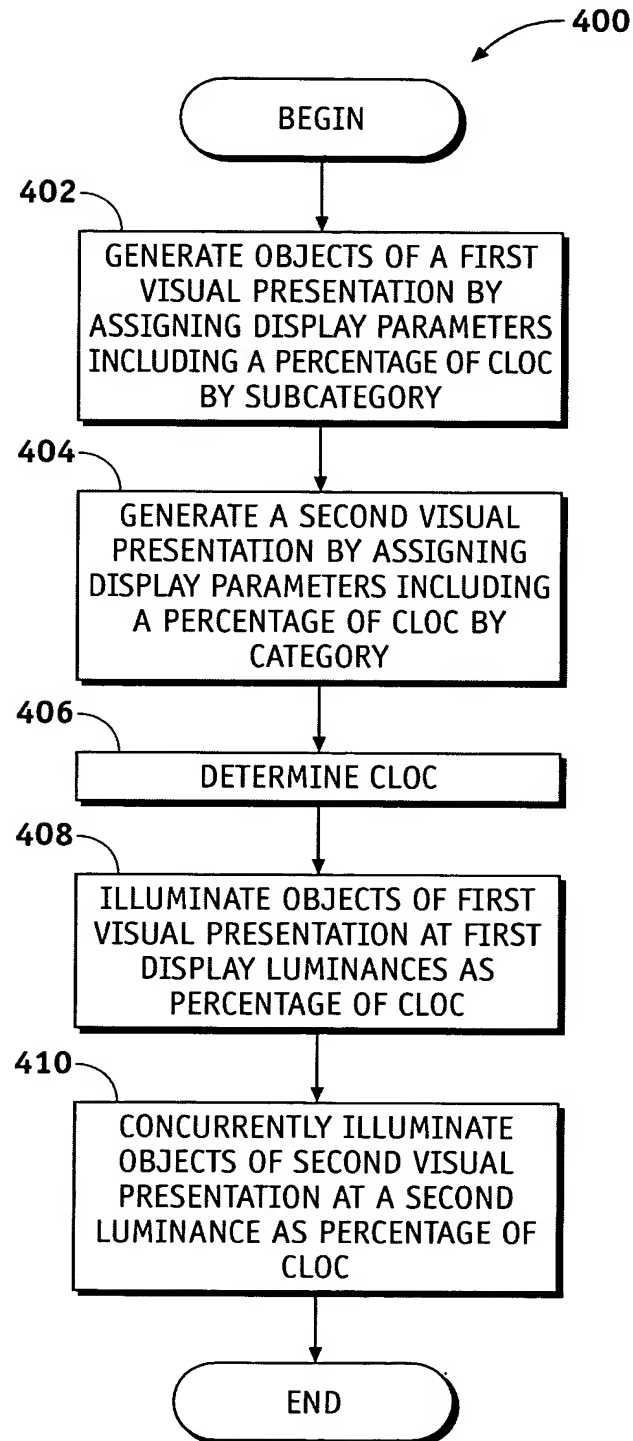 400
BEGIN
402
GENERATE OBJECTS OF A FIRST
VISUAL PRESENTATION BY
ASSIGNING DISPLAY PARAMETERS
INCLUDING A PERCENTAGE OF CLOC
BY SUBCATEGORY
404
GENERATE A SECOND VISUAL
PRESENTATION BY ASSIGNING
DISPLAY PARAMETERS INCLUDING
A PERCENTAGE OF CLOC BY
CATEGORY
406
DETERMINE CLOC
408
ILLUMINATE OBJECTS OF FIRST
VISUAL PRESENTATION AT FIRST
DISPLAY LUMINANCES AS
PERCENTAGE OF CLOC
410
CONCURRENTLY ILLUMINATE
OBJECTS OF SECOND VISUAL
PRESENTATION AT A SECOND
LUMINANCE AS PERCENTAGE OF
CLOC
END